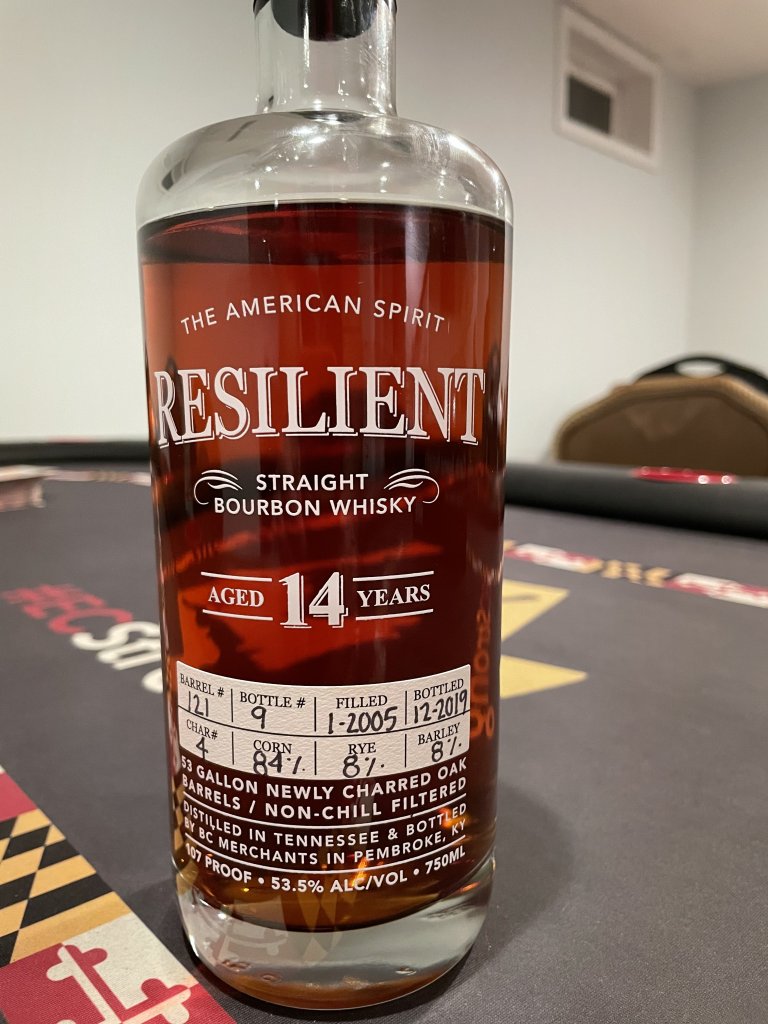 THE AMERICAN SPIRIT
RESILIENT
STRAIGHT
BOURBON WHISKY
AGED 14 YEARS
BARREL # BOTTLE # FILLED BOTTLED
121 9 1-2005 12-2019
CHAR# CORN RYE BARLEY
4 84% 8% 8%
53 GALLON NEWLY CHARRED OAK
BARRELS / NON-CHILL FILTERED
DISTILLED IN TENNESSEE & BOTTLED
BY BC MERCHANTS IN PEMBROKE, KY
107 PROOF • 53.5% ALC/VOL • 750ML
#ECStr